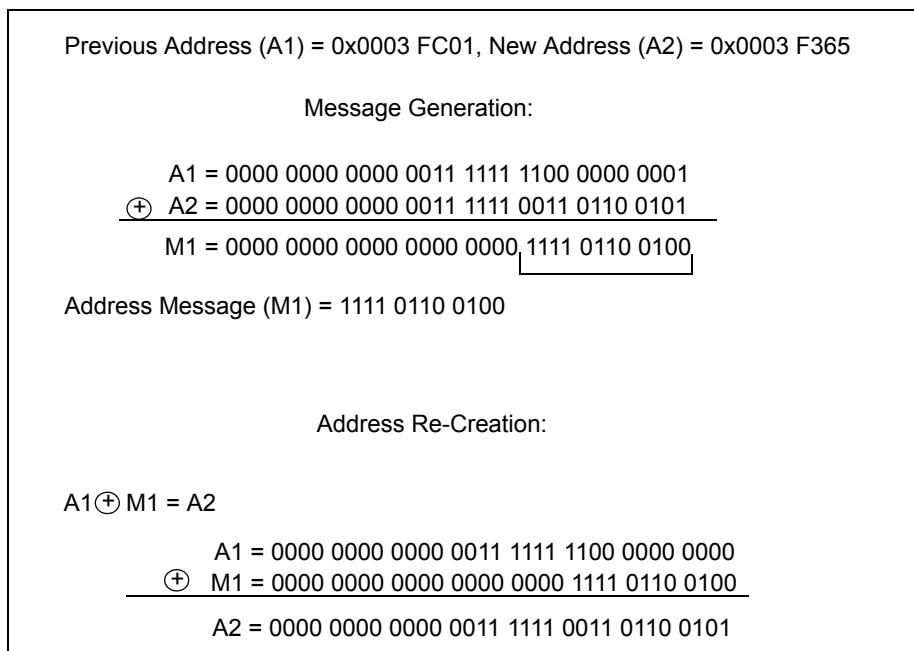 Previous Address (A1) = 0x0003 FC01, New Address (A2) = 0x0003 F365
Message Generation:
A1 = 0000 0000 0000 0011 1111 1100 0000 0001
⊕ A2 = 0000 0000 0000 0011 1111 0011 0110 0101
M1 = 0000 0000 0000 0000 0000 1111 0110 0100
Address Message (M1) = 1111 0110 0100
Address Re-Creation:
A1 ⊕ M1 = A2
A1 = 0000 0000 0000 0011 1111 1100 0000 0000
⊕ M1 = 0000 0000 0000 0000 0000 1111 0110 0100
A2 = 0000 0000 0000 0011 1111 0011 0110 0101